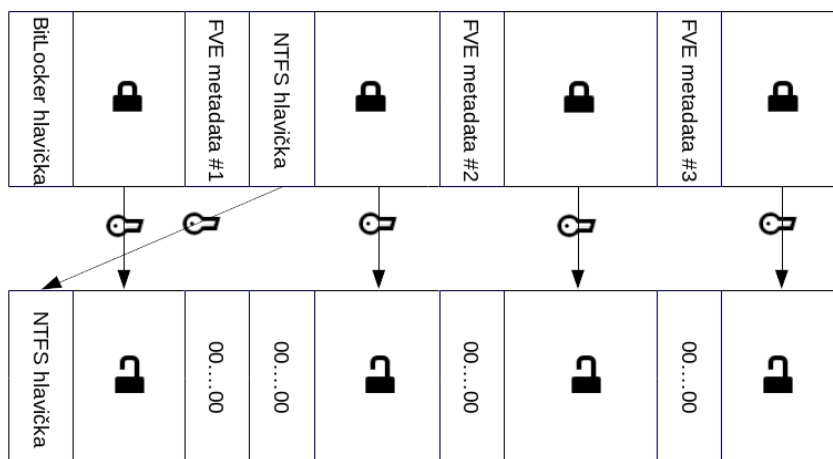 BitLocker hlavička
FVE metadata #1
NTFS hlavička
FVE metadata #2
FVE metadata #3
NTFS hlavička
00....00
00....00
00....00
00....00